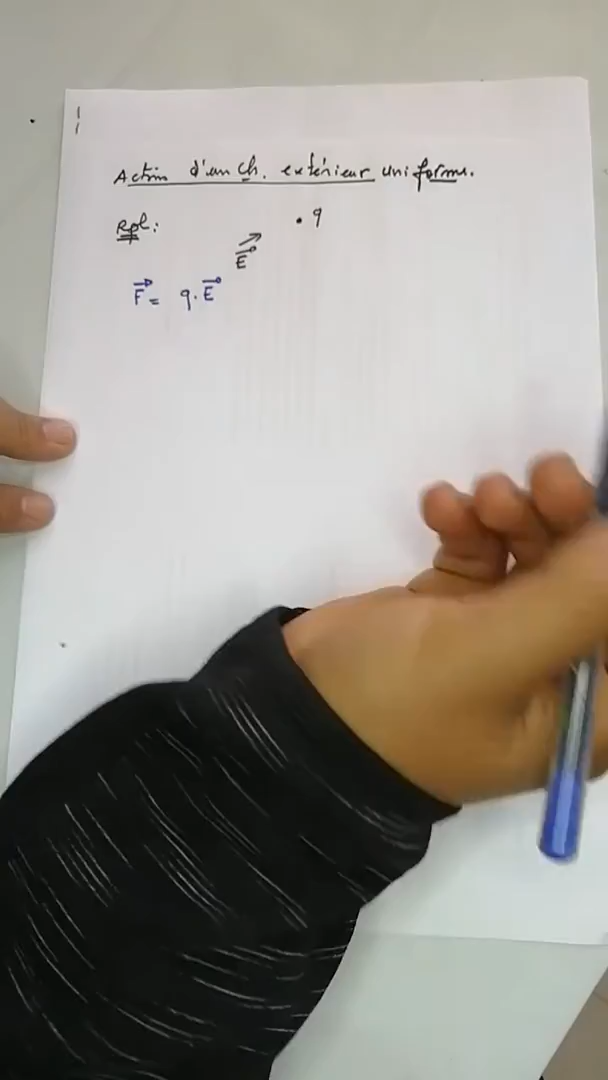 Action d'un ch. extérieur uniforme.
Rpl: • q
E
F = q. E